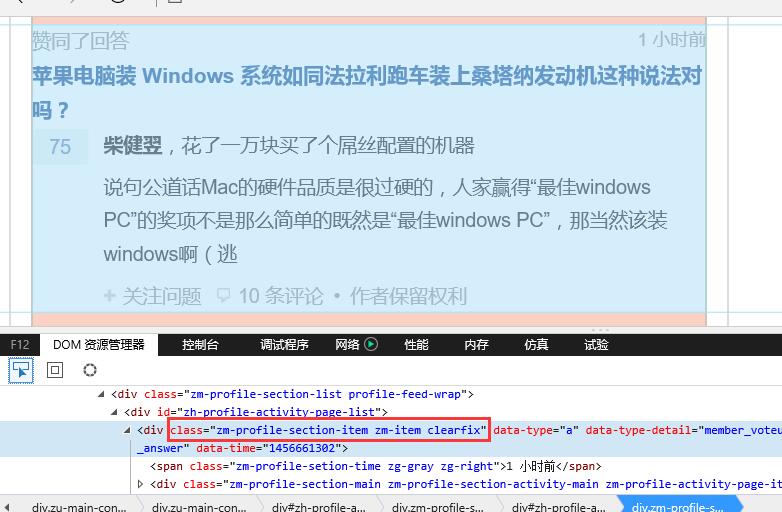 赞同了回答
1 小时前
苹果电脑装 Windows 系统如同法拉利跑车装上桑塔纳发动机这种说法对
吗？
75
柴健翌，花了一万块买了个屌丝配置的机器
说句公道话Mac的硬件品质是很过硬的，人家赢得“最佳windows
PC”的奖项不是那么简单的既然是“最佳windows PC”，那当然该装
windows啊（逃
+ 关注问题 10 条评论 • 作者保留权利
F12 DOM 资源管理器 控制台 调试程序 网络 性能 内存 仿真 试验
<div class="zm-profile-section-list profile-feed-wrap">
<div id="zh-profile-activity-page-list">
<div class="zm-profile-section-item zm-item clearfix" data-type="a" data-type-detail="member_voteu
_answer" data-time="1456661302">
<span class="zm-profile-setion-time zg-gray zg-right">1 小时前</span>
<div class="zm-profile-section-main zm-profile-section-activity-main zm-profile-page-it
div.zu-main-con... div.zu-main-con... div#zh-profile-a... div.zm-profile-s... div#zh-profile-a... div.zm-profile-s...